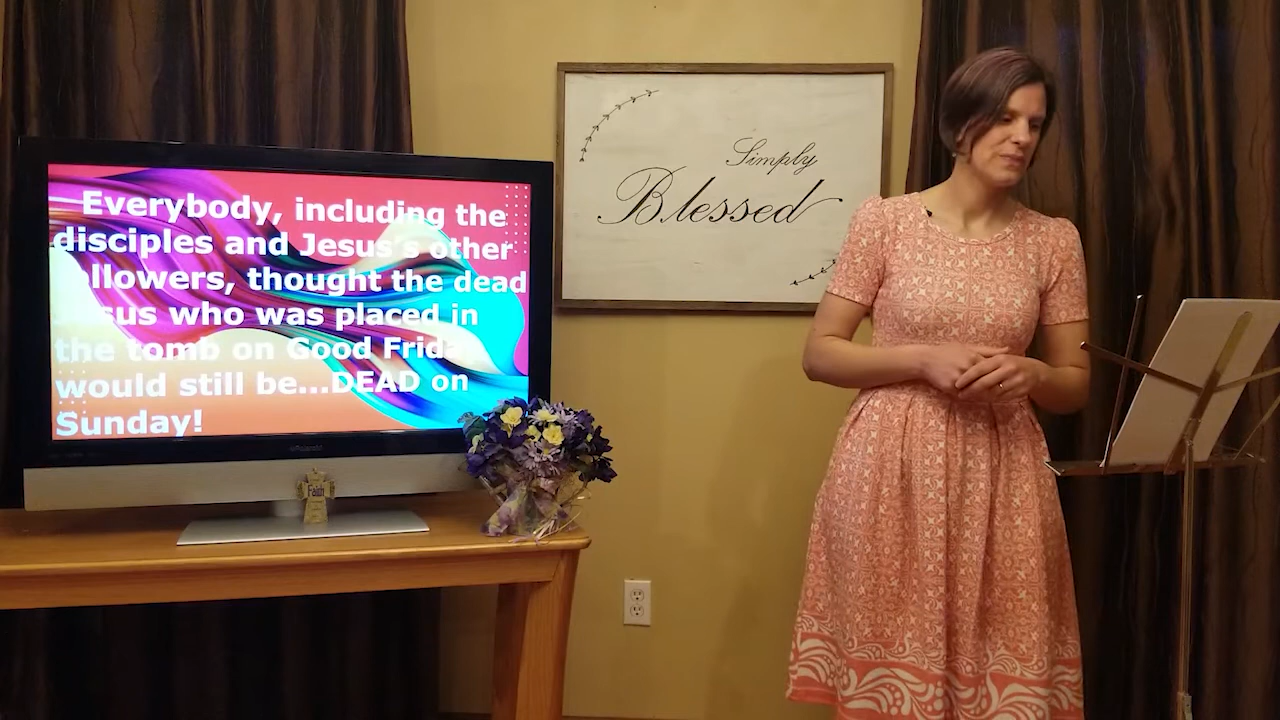 Everybody, including the
disciples and Jesus's other
followers, thought the dead
Jesus who was placed in
the tomb on Good Friday
would still be...DEAD on
Sunday!
Simply
Blessed
Faith